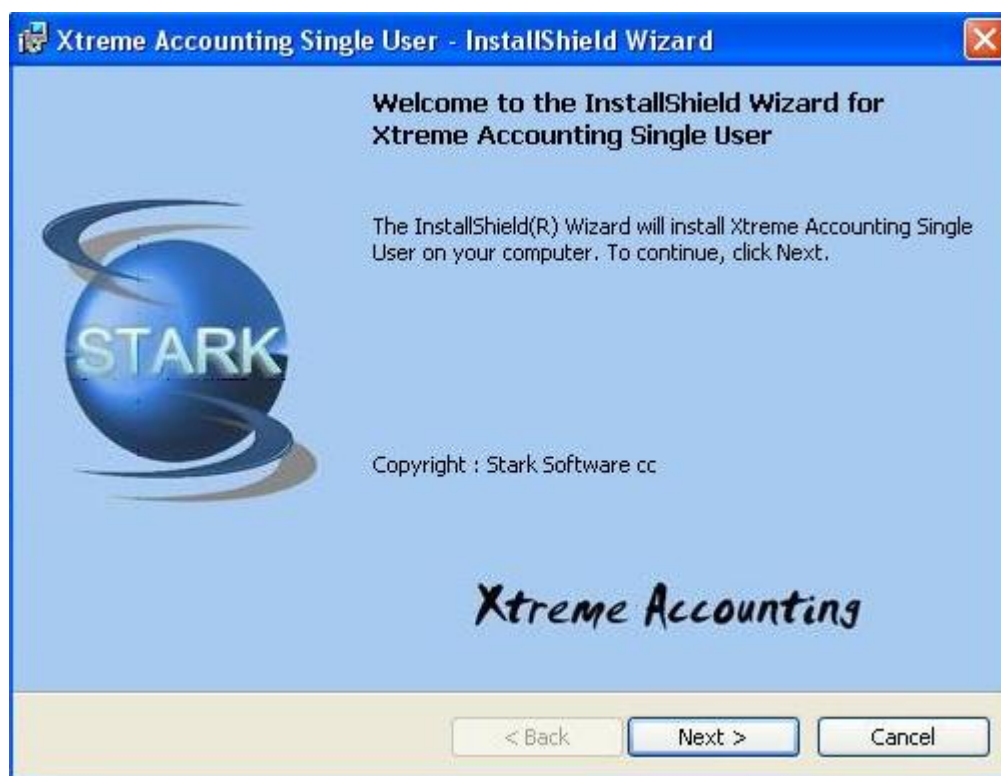 Xtreme Accounting Single User - InstallShield Wizard
Welcome to the InstallShield Wizard for
Xtreme Accounting Single User
The InstallShield(R) Wizard will install Xtreme Accounting Single
User on your computer. To continue, click Next.
STARK
Copyright : Stark Software cc
Xtreme Accounting
< Back
Next >
Cancel